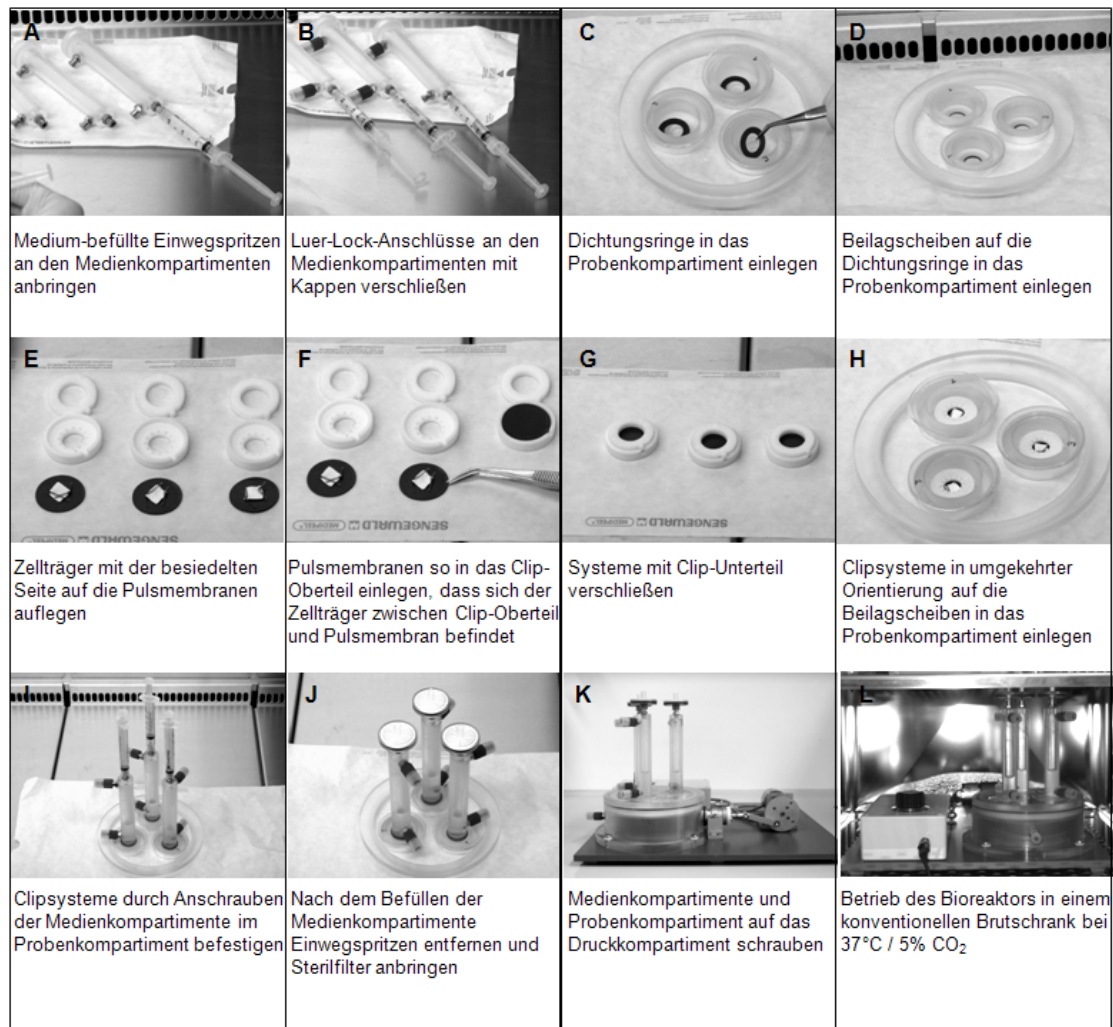 A
Medium-befüllte Einwegspritzen
an den Medienkompartimenten
anbringen
B
Luer-Lock-Anschlüsse an den
Medienkompartimenten mit
Kappen verschließen
C
Dichtungsringe in das
Probenkompartiment einlegen
D
Beilagscheiben auf die
Dichtungsringe in das
Probenkompartiment einlegen
E
Zellträger mit der besiedelten
Seite auf die Pulsmembranen
auflegen
F
SENGEWALD
MEDIPEEL®
Pulsmembranen so in das Clip-
Oberteil einlegen, dass sich der
Zellträger zwischen Clip-Oberteil
und Pulsmembran befindet
G
SENGEWALD
MEDIPEEL®
Systeme mit Clip-Unterteil
verschließen
H
Clipsysteme in umgekehrter
Orientierung auf die
Beilagscheiben in das
Probenkompartiment einlegen
I
Clipsysteme durch Anschrauben
der Medienkompartimente im
Probenkompartiment befestigen
J
Nach dem Befüllen der
Medienkompartimente
Einwegspritzen entfernen und
Sterilfilter anbringen
K
Medienkompartimente und
Probenkompartiment auf das
Druckkompartiment schrauben
L
Betrieb des Bioreaktors in einem
konventionellen Brutschrank bei
37°C / 5% CO₂